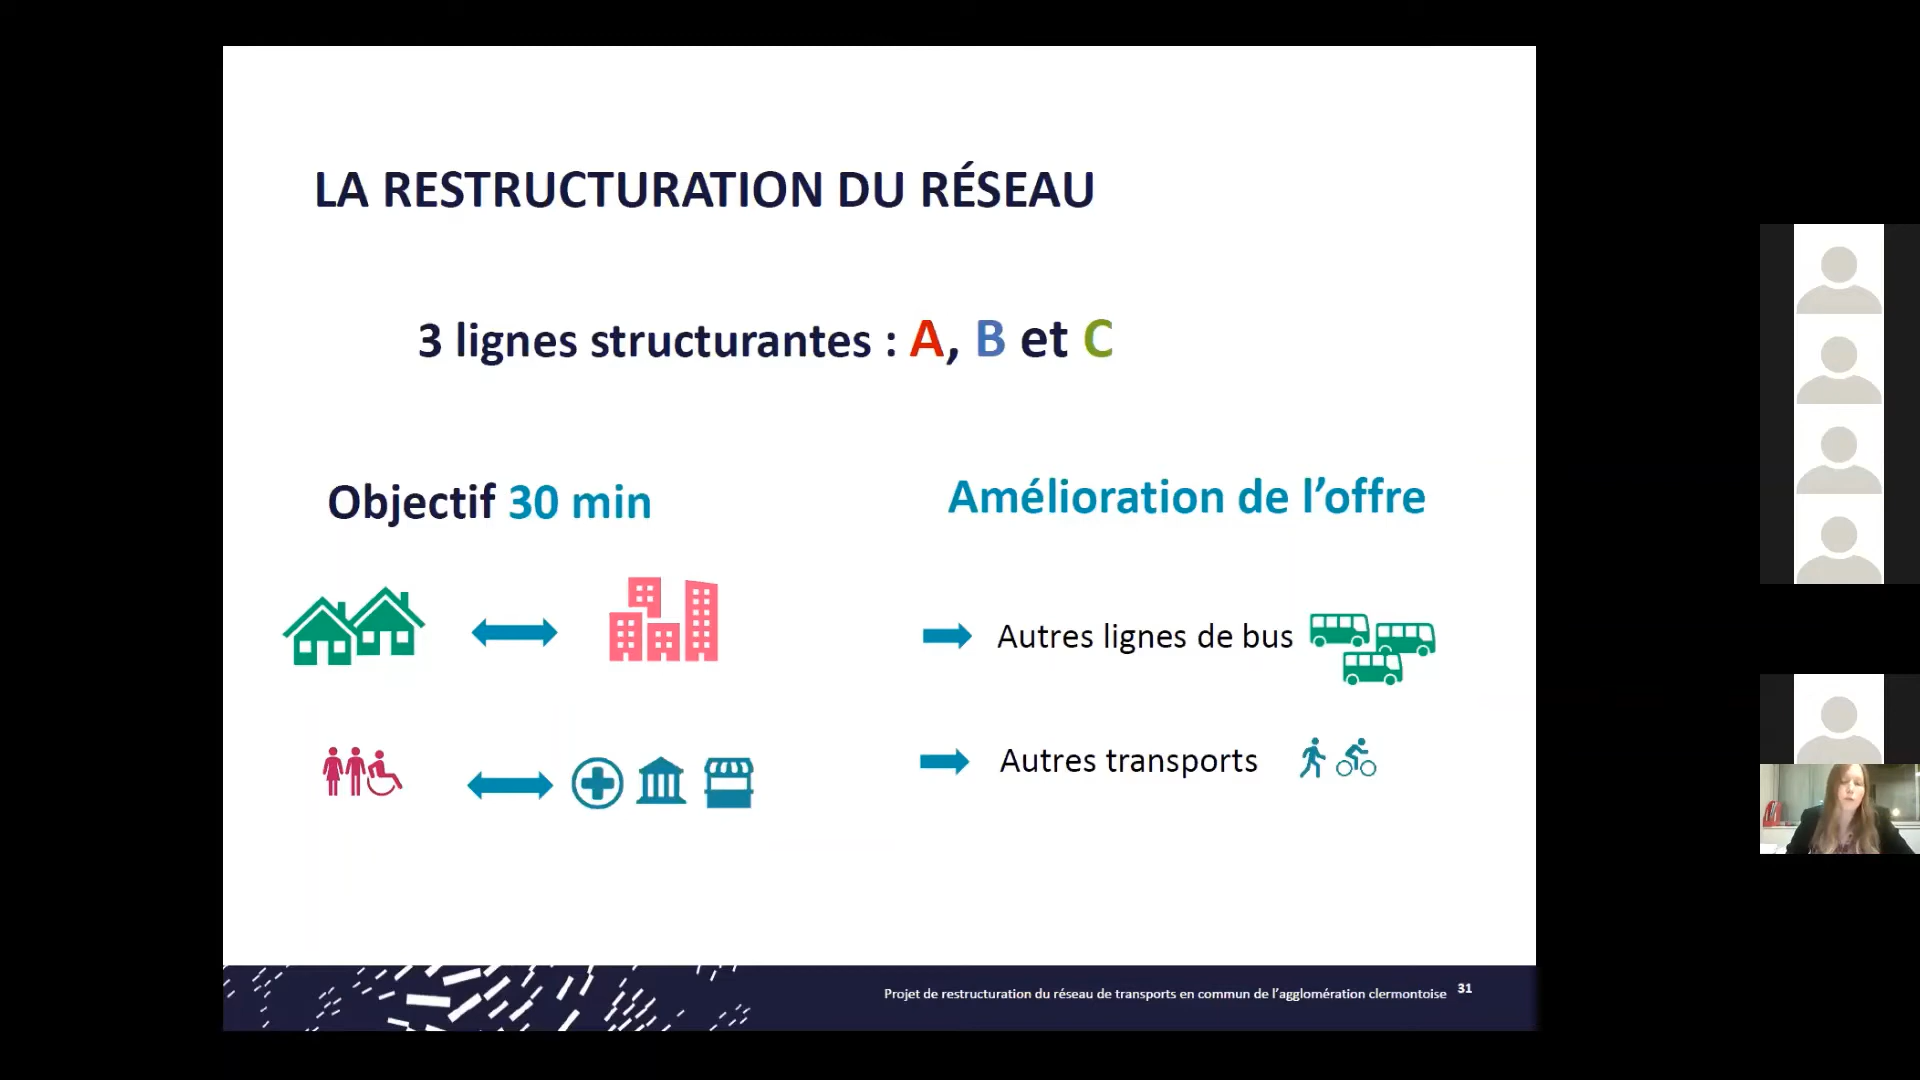 LA RESTRUCTURATION DU RÉSEAU
3 lignes structurantes : A, B et C
Objectif 30 min
Amélioration de l’offre
Autres lignes de bus
Autres transports
Projet de restructuration du réseau de transports en commun de l’agglomération clermontoise 31